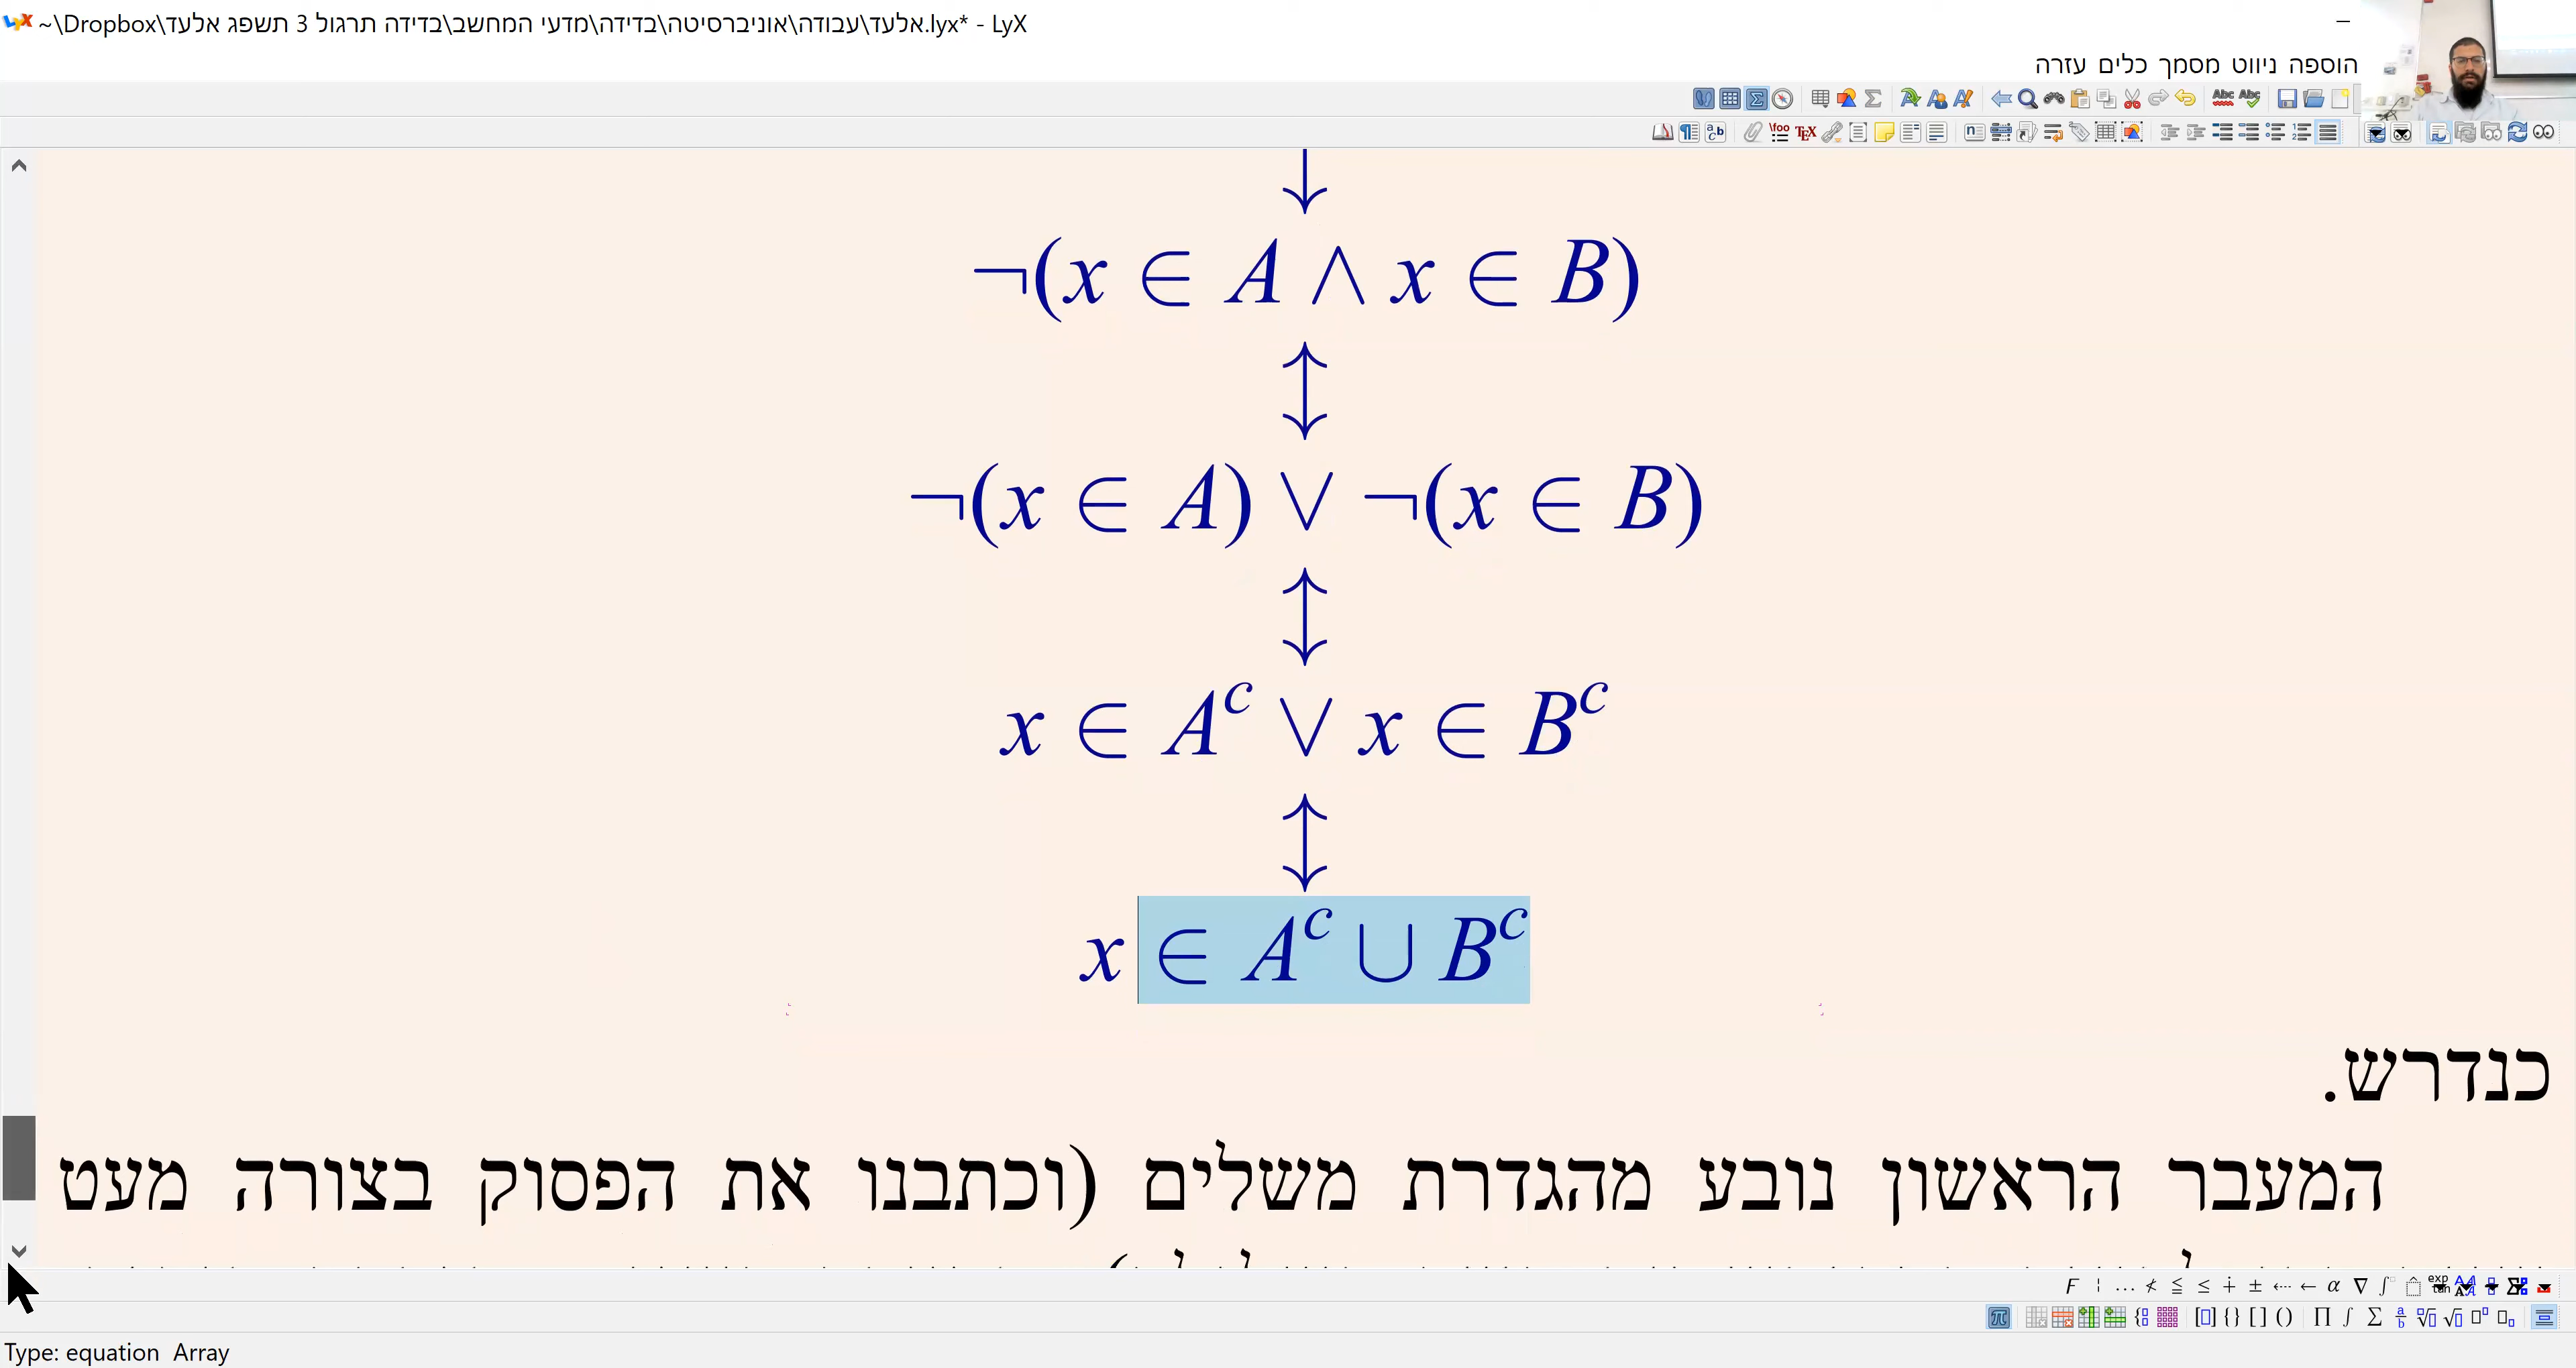 ~\Dropbox\אלעד\עבודה\אוניברסיטה\בדידה\מדעי המחשב\בדידה תרגול 3 תשפג אלעד.lyx* - LyX
הוספה ניווט מסמך כלים עזרה
¬(x ∈ A ∧ x ∈ B)
↕
¬(x ∈ A) ∨ ¬(x ∈ B)
↕
x ∈ A^c ∨ x ∈ B^c
↕
x ∈ A^c ∪ B^c
כנדרש.
המעבר הראשון נובע מהגדרת משלים (וכתבנו את הפסוק בצורה מעט
Type: equation Array